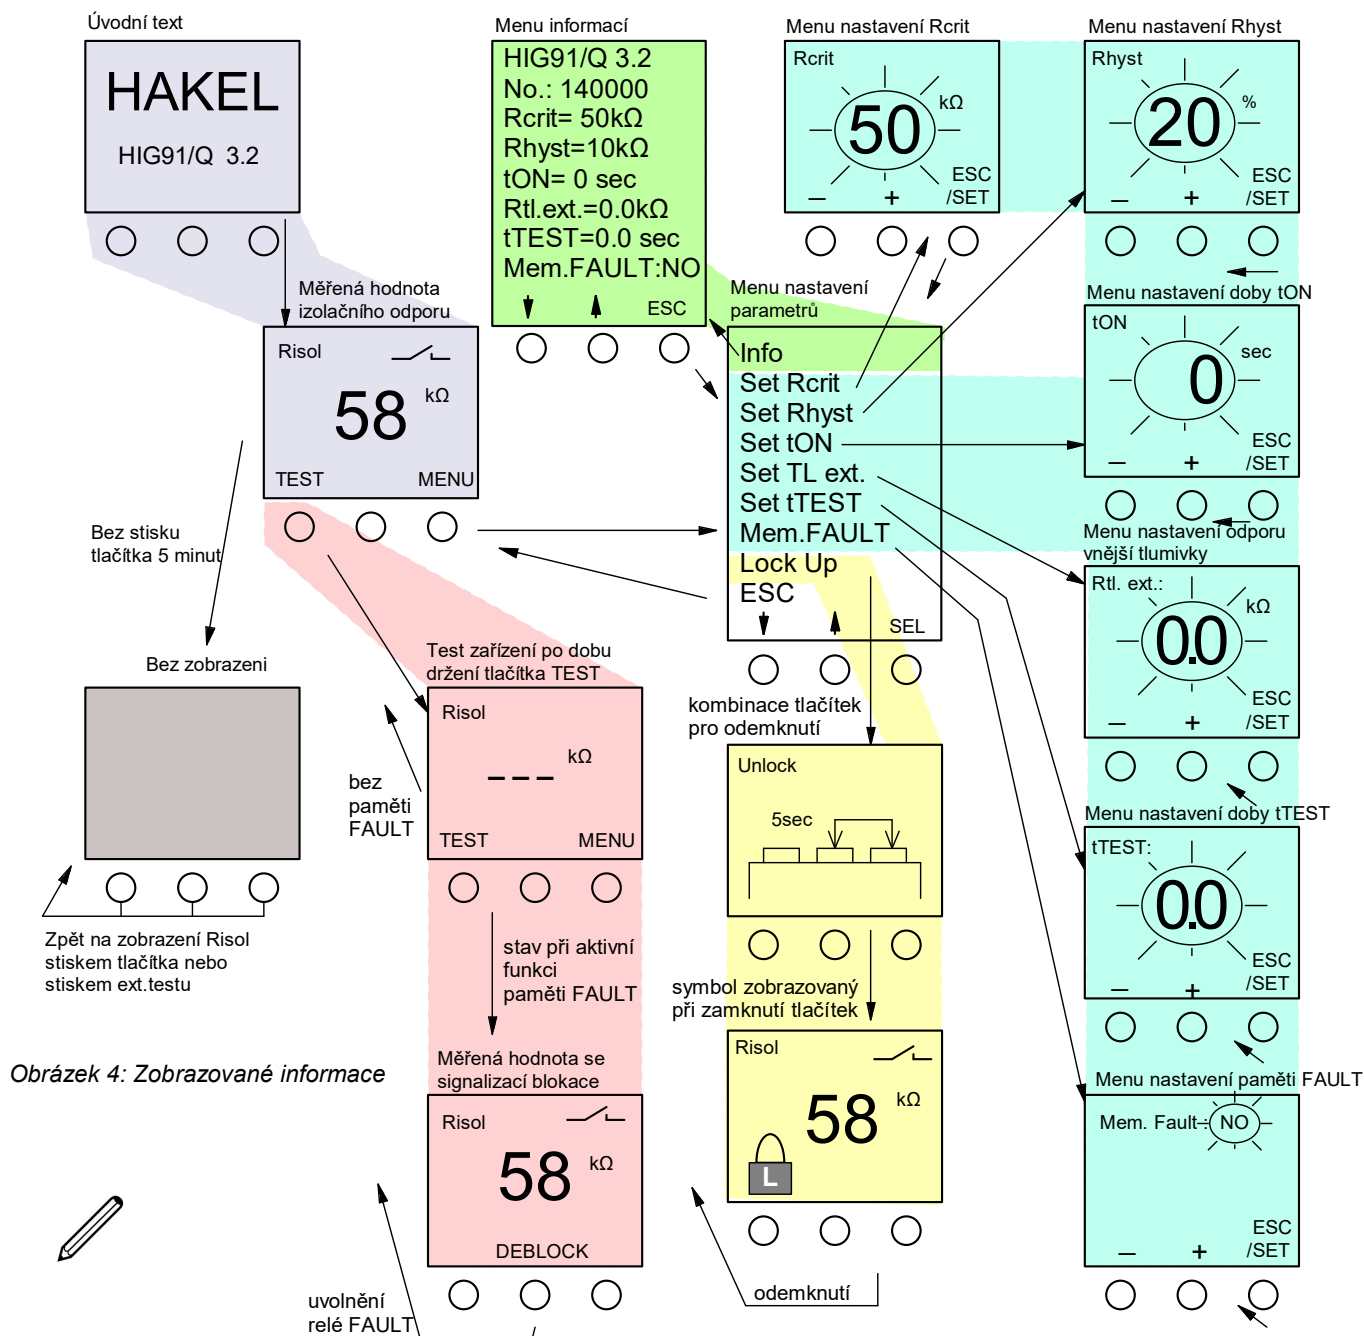 Úvodní text
HAKEL
HIG91/Q 3.2
Menu informací
HIG91/Q 3.2
No.: 140000
Rcrit= 50kΩ
Rhyst=10kΩ
tON= 0 sec
Rtl.ext.=0.0kΩ
tTEST=0.0 sec
Mem.FAULT:NO
ESC
Menu nastavení Rcrit
Rcrit
50 kΩ
ESC
– + /SET
Menu nastavení Rhyst
Rhyst
20 %
ESC
– + /SET
Měřená hodnota
izolačního odporu
Risol
58 kΩ
TEST MENU
Menu nastavení
parametrů
Info
Set Rcrit
Set Rhyst
Set tON
Set TL ext.
Set tTEST
Mem.FAULT
Lock Up
ESC
SEL
Menu nastavení doby tON
tON
0 sec
ESC
– + /SET
Bez stisku
tlačítka 5 minut
Bez zobrazeni
Zpět na zobrazení Risol
stiskem tlačítka nebo
stiskem ext.testu
Menu nastavení odporu
vnější tlumivky
Rtl. ext.:
0.0 kΩ
ESC
– + /SET
Test zařízení po dobu
držení tlačítka TEST
Risol
--- kΩ
TEST MENU
bez
paměti
FAULT
kombinace tlačítek
pro odemknutí
Unlock
5sec
Menu nastavení doby tTEST
tTEST:
0.0
ESC
– + /SET
stav při aktivní
funkci
paměti FAULT
symbol zobrazovaný
při zamknutí tlačítek
Risol
58 kΩ
L
odemknutí
Měřená hodnota se
signalizací blokace
Risol
58 kΩ
DEBLOCK
uvolnění
relé FAULT
Menu nastavení paměti FAULT
Mem. Fault : NO
ESC
– + /SET
Obrázek 4: Zobrazované informace